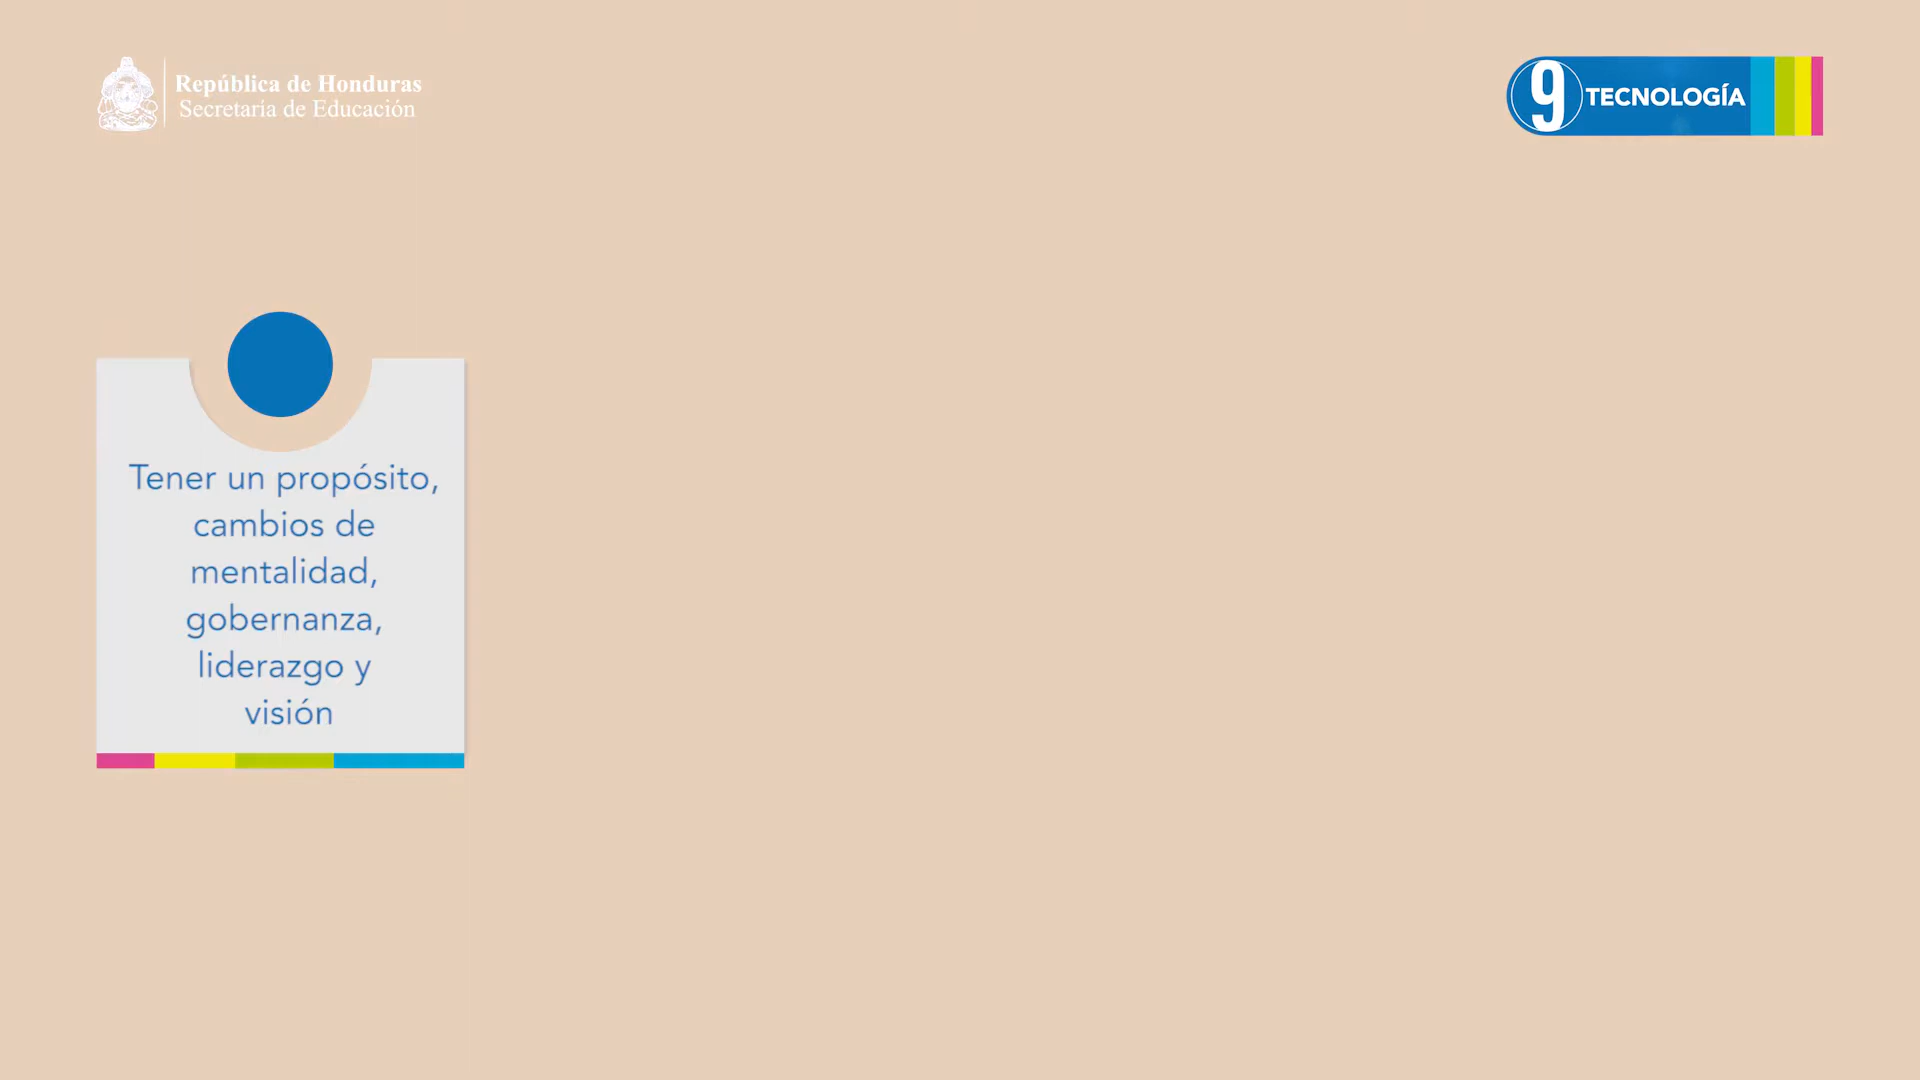 República de Honduras
Secretaría de Educación
9 TECNOLOGÍA
Tener un propósito,
cambios de
mentalidad,
gobernanza,
liderazgo y
visión